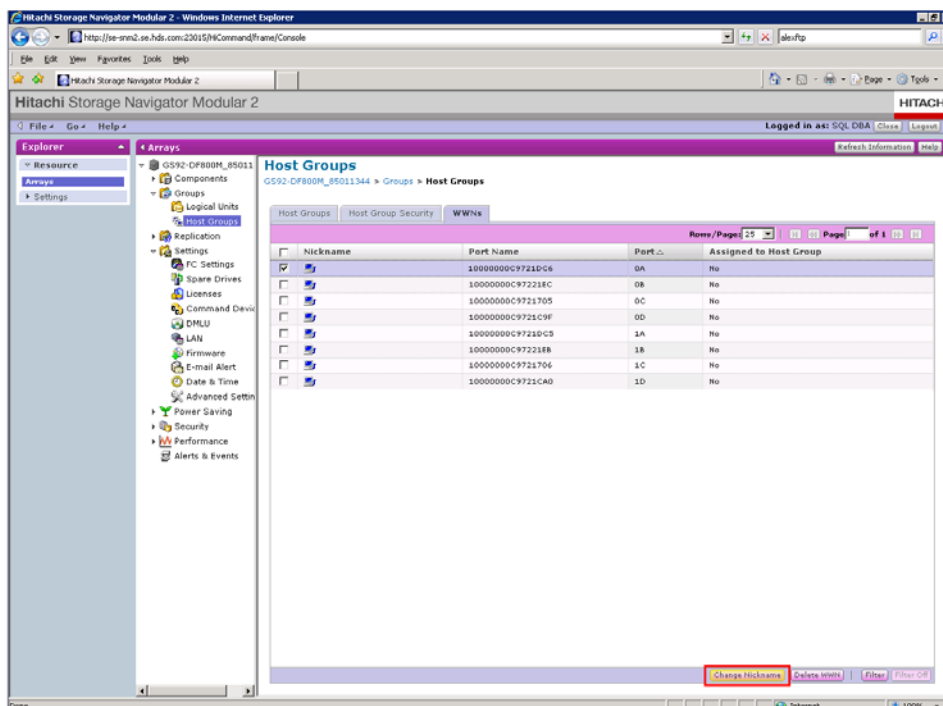 Hitachi Storage Navigator Modular 2 - Windows Internet Explorer
http://se-snm2.se.hds.com:23015/HiCommand/frame/Console
alexftp
File Edit View Favorites Tools Help
Hitachi Storage Navigator Modular 2
Page Tools
Hitachi Storage Navigator Modular 2
HITACH
File Go Help
Logged in as: SQL DBA Close Logout
Explorer
Arrays
Refresh Information Help
Resource
Arrays
Settings
GS92-DF800M_85011
Components
Groups
Logical Units
Host Groups
Replication
Settings
FC Settings
Spare Drives
Licenses
Command Devic
DMLU
LAN
Firmware
E-mail Alert
Date & Time
Advanced Settin
Power Saving
Security
Performance
Alerts & Events
Host Groups
GS92-DF800M_85011344 > Groups > Host Groups
Host Groups Host Group Security WWNs
Rows/Page: 25 Page 1 of 1
Nickname Port Name Port Assigned to Host Group
10000000C9721DC6 0A No
10000000C97221EC 0B No
10000000C9721705 0C No
10000000C9721C9F 0D No
10000000C9721DC5 1A No
10000000C97221EB 1B No
10000000C9721706 1C No
10000000C9721CA0 1D No
Change Nickname Delete WWN Filter Filter Off
Done
Internet
100%